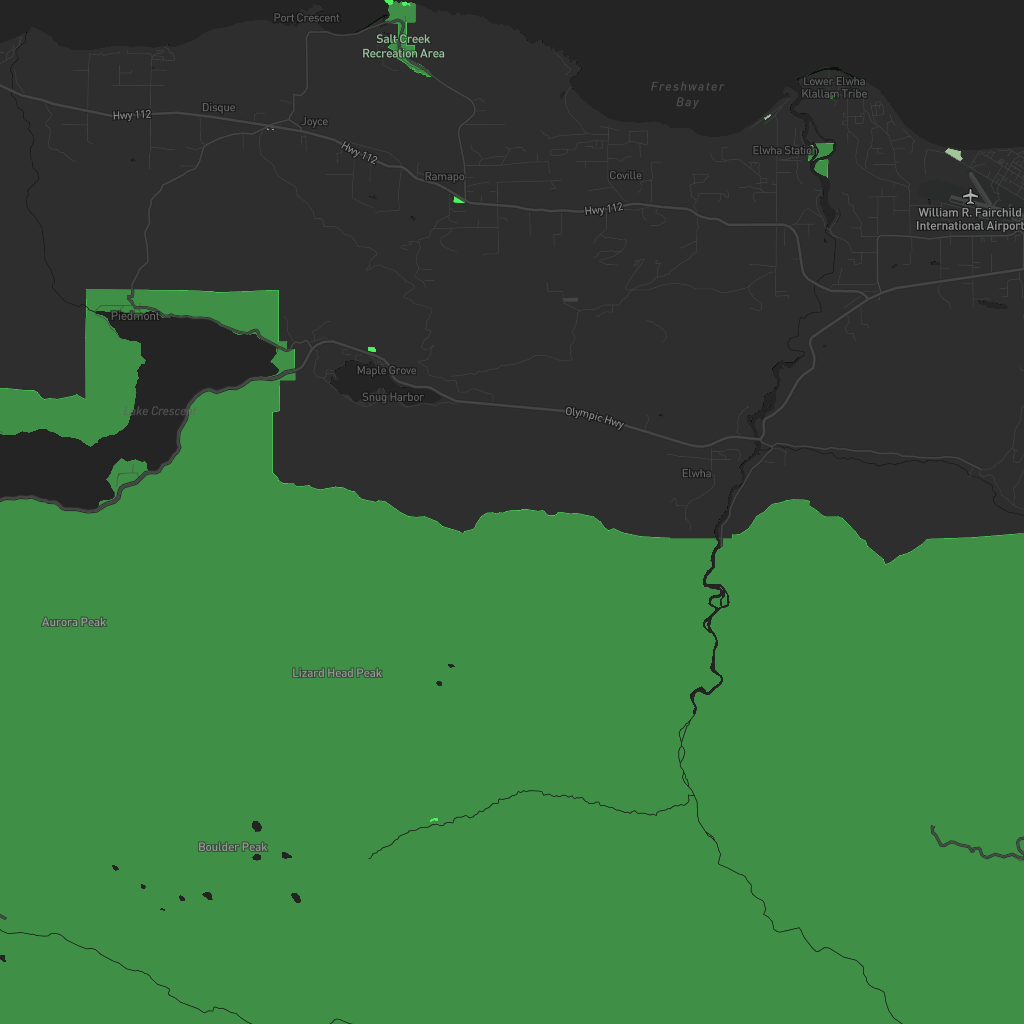 Port Crescent
Salt Creek
Recreation Area
Freshwater
Bay
Lower Elwha
Klallam Tribe
Disque
Hwy 112
Joyce
Hwy 112
Elwha Station
Ramapo
Coville
Hwy 112
William R. Fairchild
International Airport
Piedmont
Maple Grove
Snug Harbor
Lake Crescent
Olympic Hwy
Elwha
Aurora Peak
Lizard Head Peak
Boulder Peak